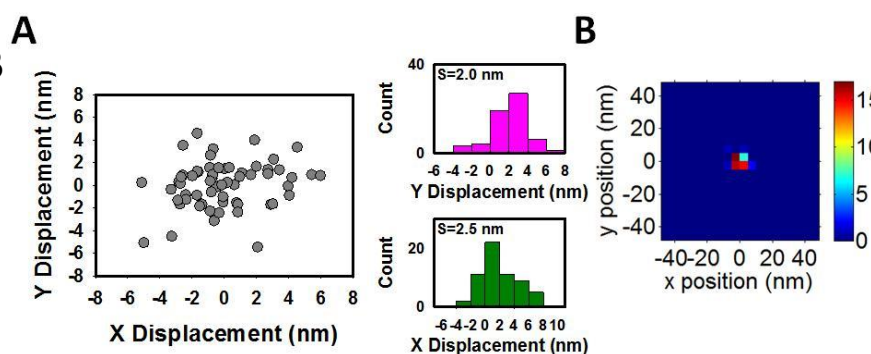 A
B
Y Displacement (nm)
8
6
4
2
0
-2
-4
-6
-8
-8 -6 -4 -2 0 2 4 6 8
X Displacement (nm)
40
S=2.0 nm
Count
0
-6 -4 -2 0 2 4 6 8
Y Displacement (nm)
S=2.5 nm
20
Count
0
-6 -4 -2 0 2 4 6 8 10
X Displacement (nm)
B
y position (nm)
40
20
0
-20
-40
-40 -20 0 20 40
x position (nm)
15
10
5
0